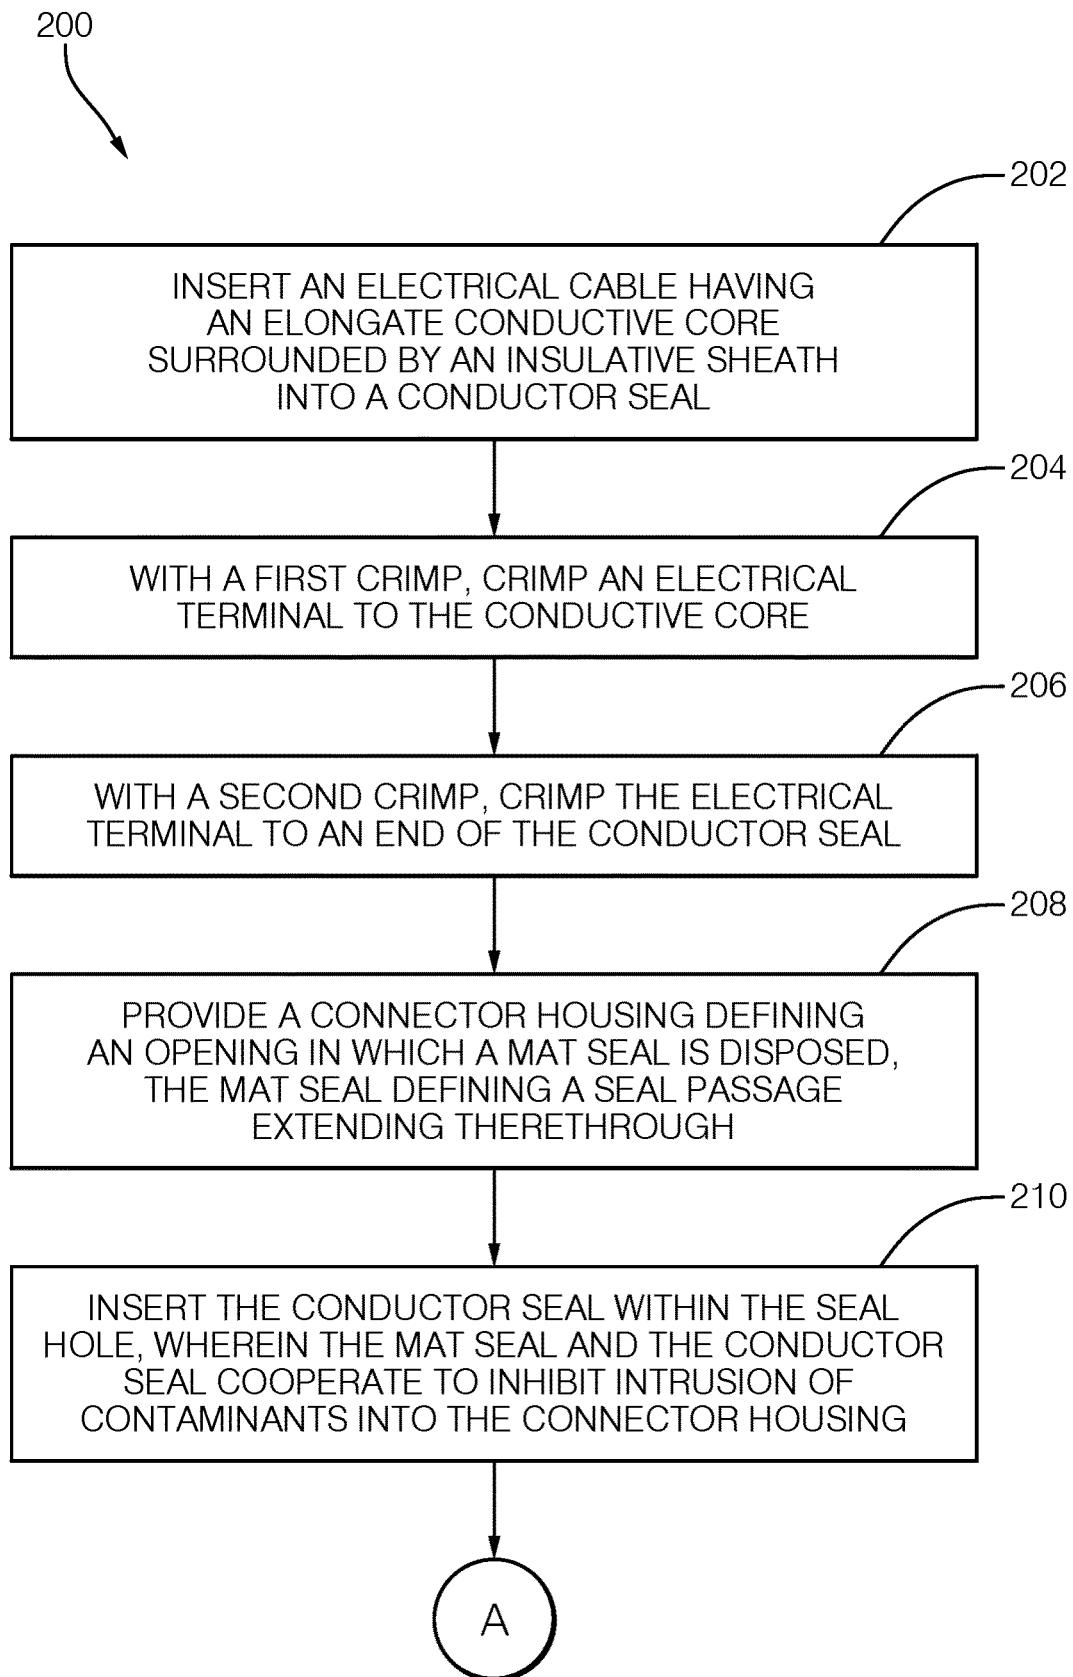 200
202
INSERT AN ELECTRICAL CABLE HAVING
AN ELONGATE CONDUCTIVE CORE
SURROUNDED BY AN INSULATIVE SHEATH
INTO A CONDUCTOR SEAL
204
WITH A FIRST CRIMP, CRIMP AN ELECTRICAL
TERMINAL TO THE CONDUCTIVE CORE
206
WITH A SECOND CRIMP, CRIMP THE ELECTRICAL
TERMINAL TO AN END OF THE CONDUCTOR SEAL
208
PROVIDE A CONNECTOR HOUSING DEFINING
AN OPENING IN WHICH A MAT SEAL IS DISPOSED,
THE MAT SEAL DEFINING A SEAL PASSAGE
EXTENDING THERETHROUGH
210
INSERT THE CONDUCTOR SEAL WITHIN THE SEAL
HOLE, WHEREIN THE MAT SEAL AND THE CONDUCTOR
SEAL COOPERATE TO INHIBIT INTRUSION OF
CONTAMINANTS INTO THE CONNECTOR HOUSING
A